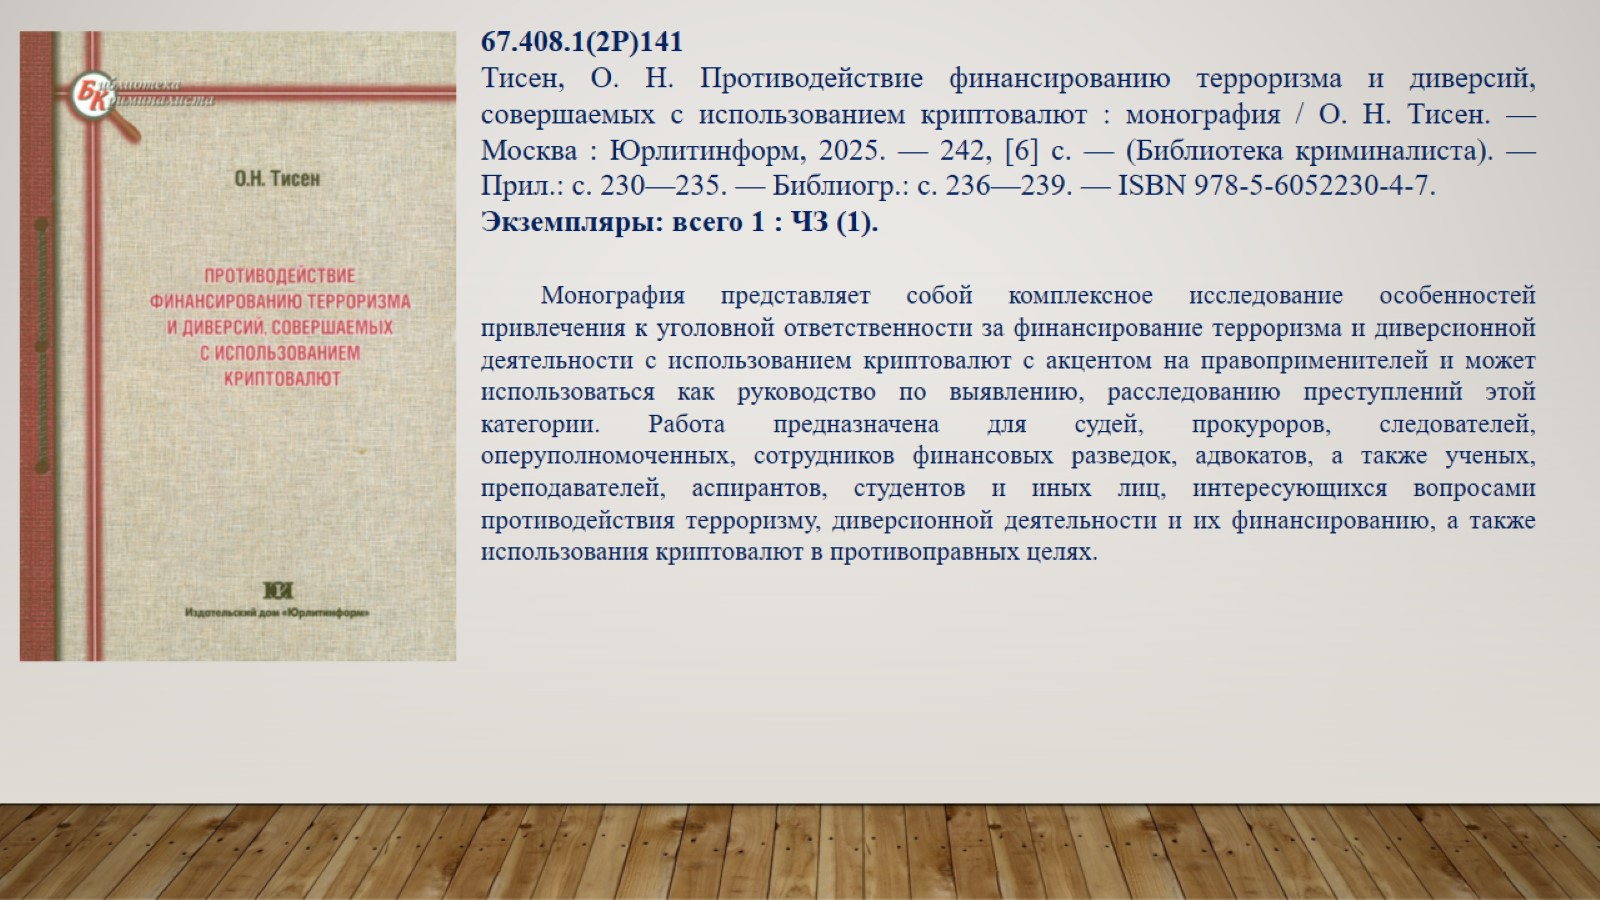 Библиотека
Криминалиста
О.Н. Тисен
ПРОТИВОДЕЙСТВИЕ
ФИНАНСИРОВАНИЮ ТЕРРОРИЗМА
И ДИВЕРСИЙ, СОВЕРШАЕМЫХ
С ИСПОЛЬЗОВАНИЕМ
КРИПТОВАЛЮТ
Издательский дом «Юрлитинформ»
67.408.1(2Р)141
Тисен, О. Н. Противодействие финансированию терроризма и диверсий,
совершаемых с использованием криптовалют : монография / О. Н. Тисен. —
Москва : Юрлитинформ, 2025. — 242, [6] с. — (Библиотека криминалиста). —
Прил.: с. 230—235. — Библиогр.: с. 236—239. — ISBN 978-5-6052230-4-7.
Экземпляры: всего 1 : ЧЗ (1).
Монография представляет собой комплексное исследование особенностей
привлечения к уголовной ответственности за финансирование терроризма и диверсионной
деятельности с использованием криптовалют с акцентом на правоприменителей и может
использоваться как руководство по выявлению, расследованию преступлений этой
категории. Работа предназначена для судей, прокуроров, следователей,
оперуполномоченных, сотрудников финансовых разведок, адвокатов, а также ученых,
преподавателей, аспирантов, студентов и иных лиц, интересующихся вопросами
противодействия терроризму, диверсионной деятельности и их финансированию, а также
использования криптовалют в противоправных целях.